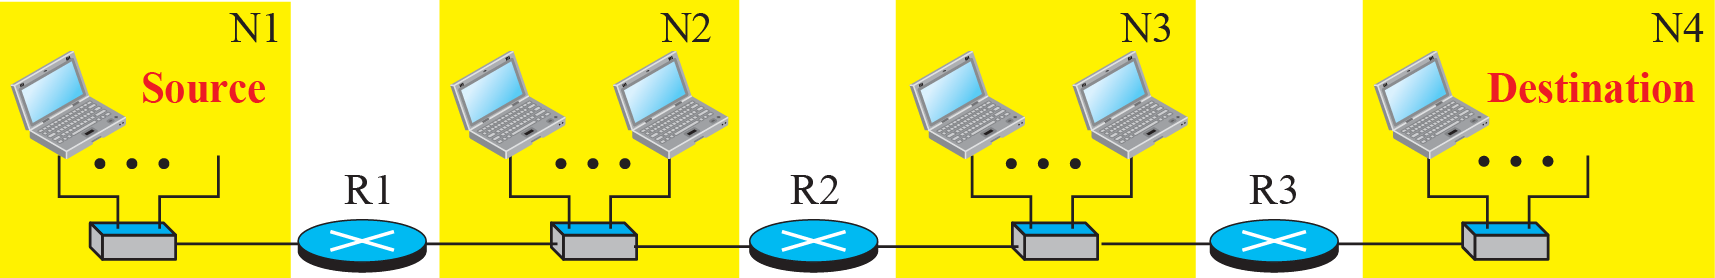 N1
N2
N3
N4
Source
Destination
R1
R2
R3